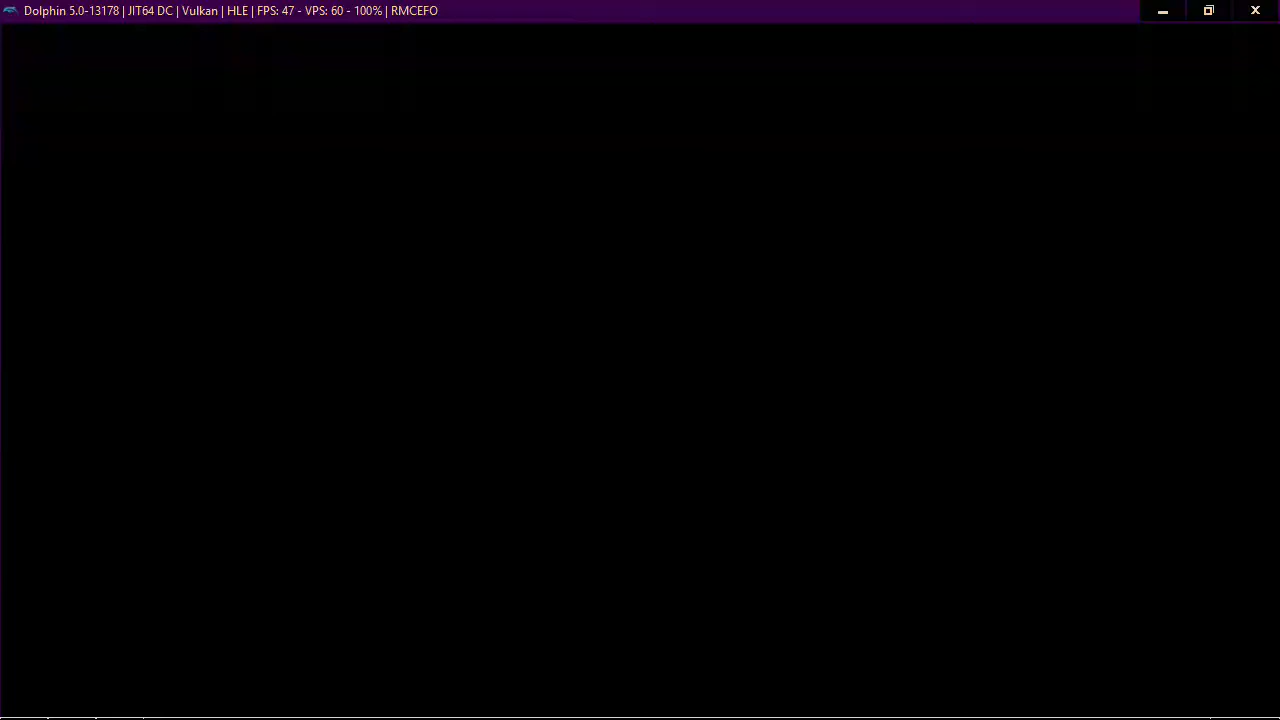 Dolphin 5.0-13178 | JIT64 DC | Vulkan | HLE | FPS: 47 - VPS: 60 - 100% | RMCEFO